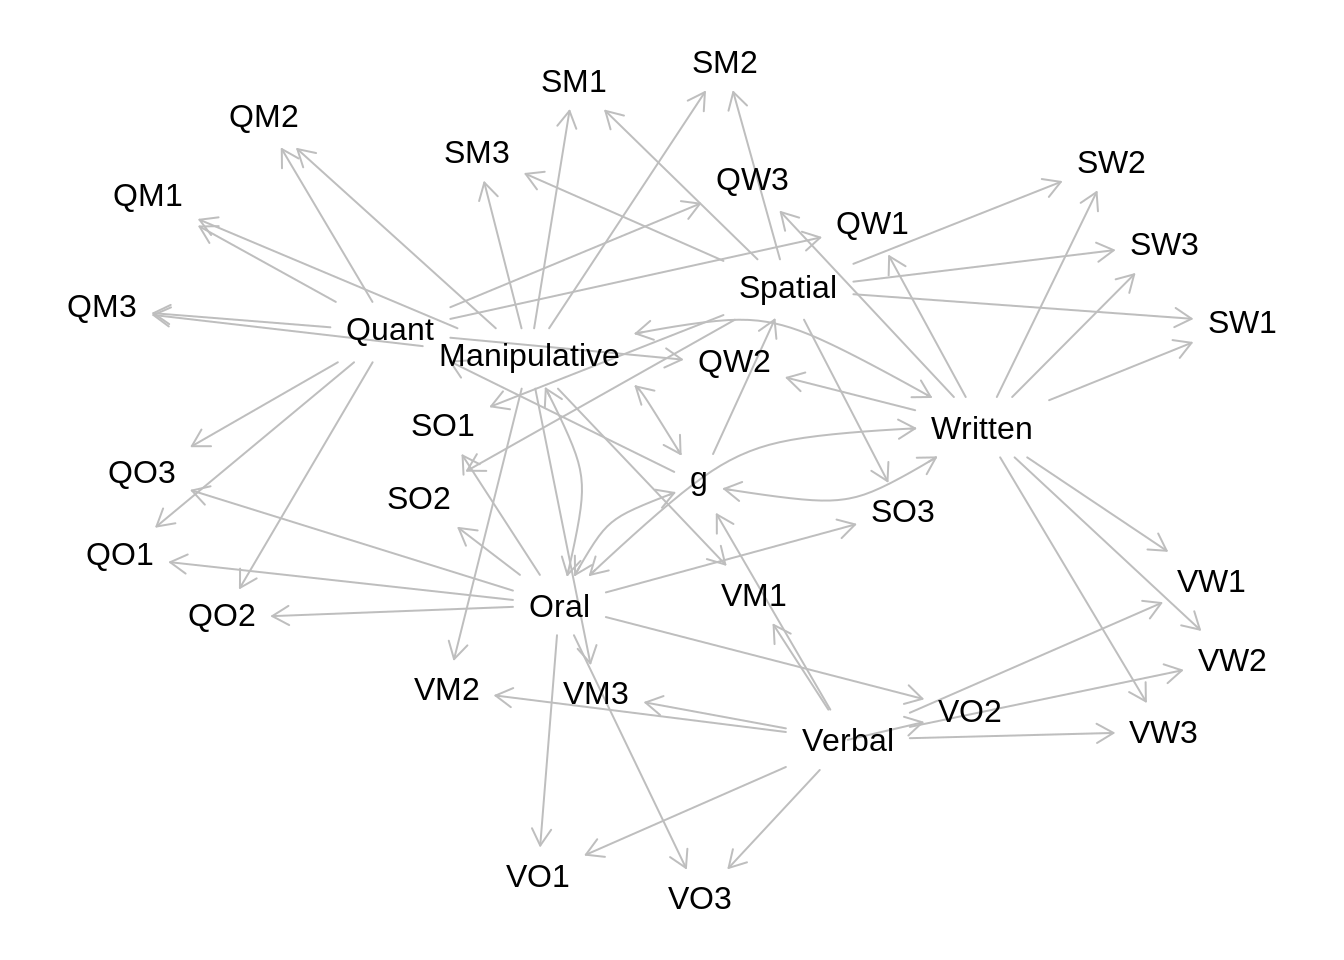 SM2
SM1
QM2
SM3
SW2
QW3
QM1
QW1
SW3
Spatial
QM3
SW1
Quant
Manipulative
QW2
SO1
Written
QO3
g
SO2
SO3
QO1
VW1
VM1
Oral
QO2
VW2
VM2
VM3
VO2
VW3
Verbal
VO1
VO3